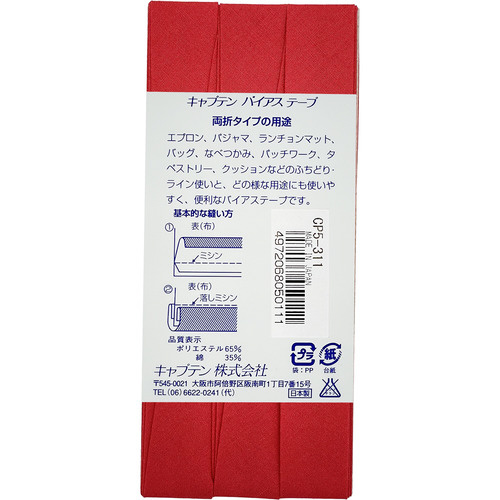 キャプテン バイアス テープ
両折タイプの用途
エプロン、パジャマ、ランチョンマット、
バッグ、なべつかみ、パッチワーク、タ
ペストリー、クッションなどのふちどり・
ライン使いと、どの様な用途にも使いや
すく、便利なバイアステープです。
基本的な縫い方
① 表(布)
ミシン
② 表(布)
落しミシン
品質表示
ポリエステル 65%
綿 35%
キャプテン 株式会社
〒545-0021 大阪市阿倍野区阪南町1丁目7番15号
TEL(06)6622-0241(代)
日本製
CP5-311
MADE IN JAPAN
4972068050111
プラ
袋:PP
紙
台紙